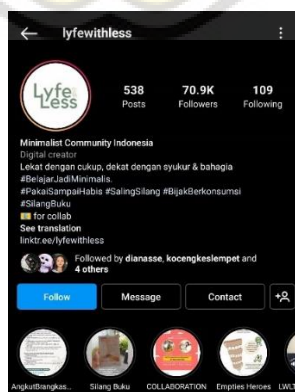 lyfewithless
Lyfe
Less
538 70.9K 109
Posts Followers Following
Minimalist Community Indonesia
Digital creator
Lekat dengan cukup, dekat dengan syukur & bahagia
#BelajarJadiMinimalis.
#PakaiSampaiHabis #SalingSilang #BijakBerkonsumsi
#SilangBuku
for collab
See translation
linktr.ee/lyfewithless
Followed by dianasse, kocengkeslempet and
4 others
Follow Message Contact
AngkutBrangkas... Silang Buku COLLABORATION Empties Heroes LWLT